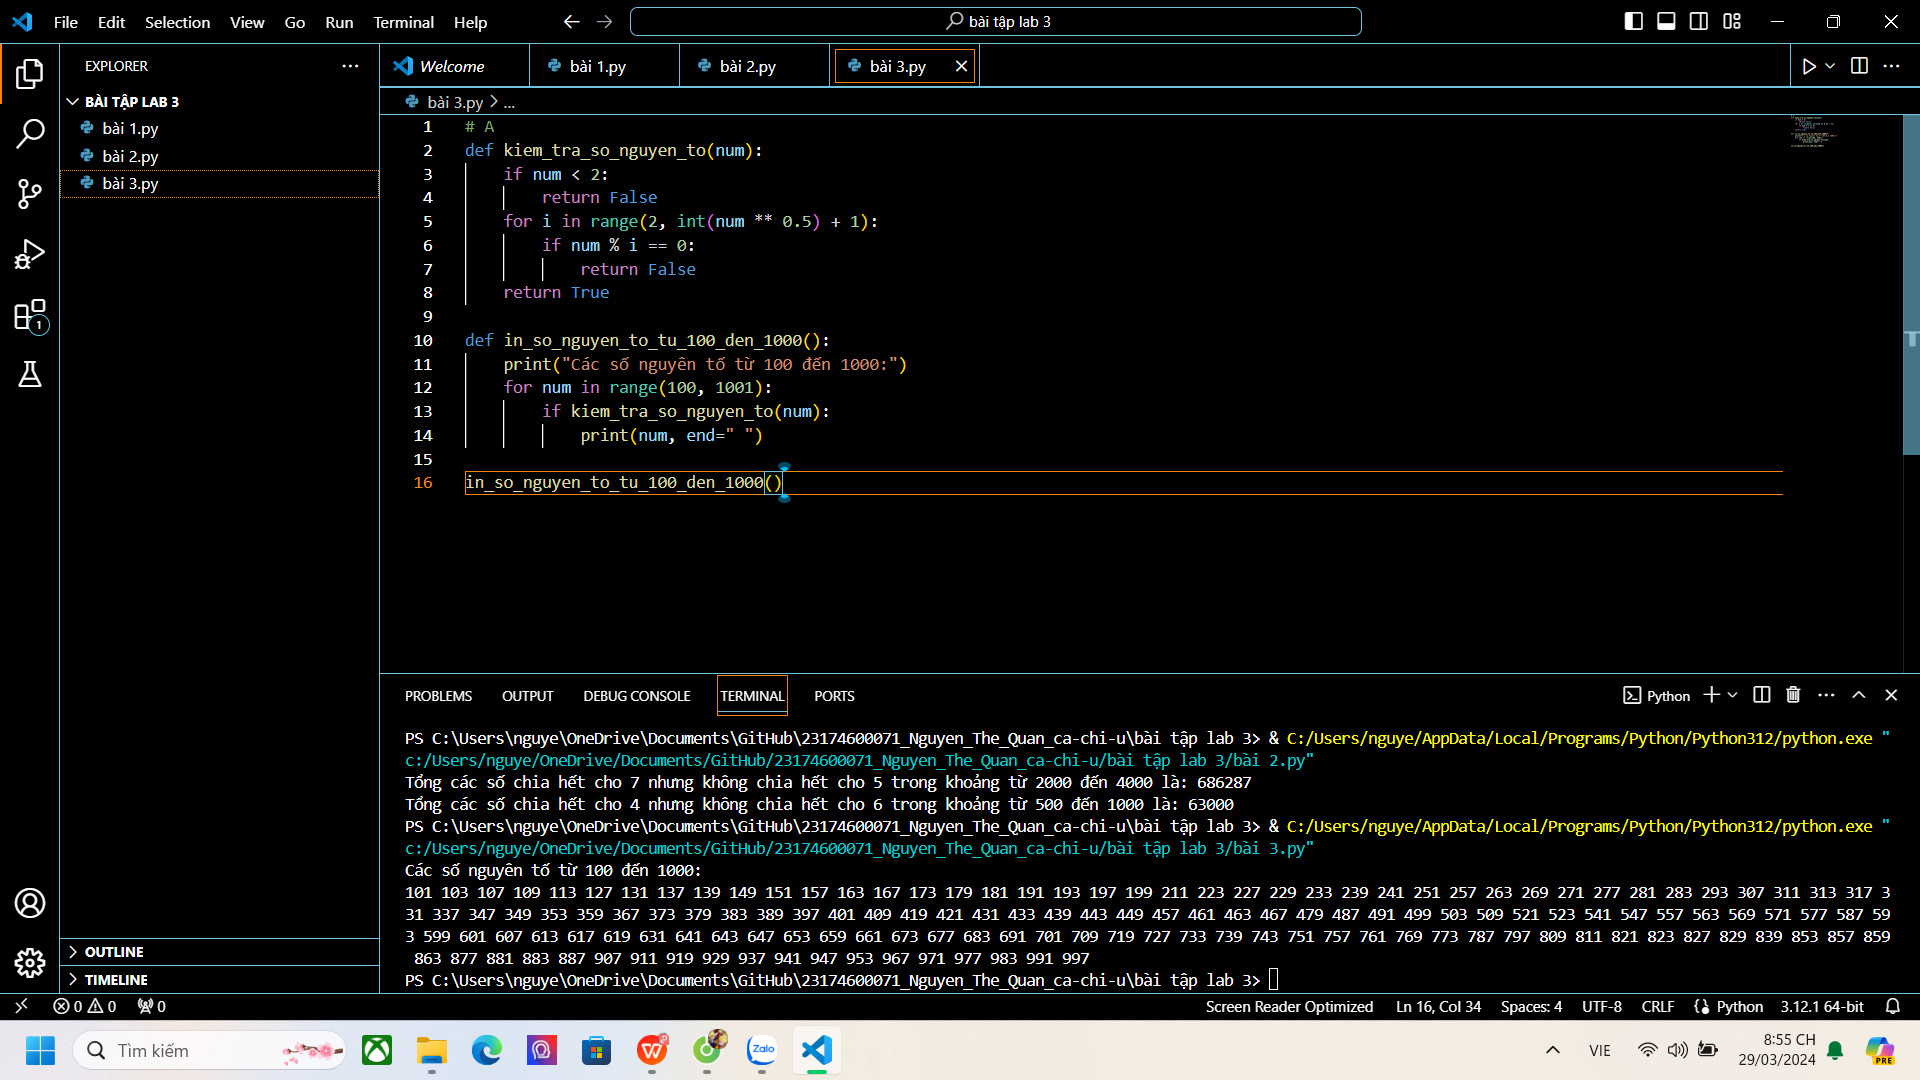 File Edit Selection View Go Run Terminal Help
bài tập lab 3
EXPLORER
Welcome
bài 1.py
bài 2.py
bài 3.py
BÀI TẬP LAB 3
bài 1.py
bài 2.py
bài 3.py
bài 3.py > ...
1 # A
2 def kiem_tra_so_nguyen_to(num):
3 if num < 2:
4 return False
5 for i in range(2, int(num ** 0.5) + 1):
6 if num % i == 0:
7 return False
8 return True
9
10 def in_so_nguyen_to_tu_100_den_1000():
11 print("Các số nguyên tố từ 100 đến 1000:")
12 for num in range(100, 1001):
13 if kiem_tra_so_nguyen_to(num):
14 print(num, end=" ")
15
16 in_so_nguyen_to_tu_100_den_1000()
1
PROBLEMS OUTPUT DEBUG CONSOLE TERMINAL PORTS
Python
PS C:\Users\nguye\OneDrive\Documents\GitHub\23174600071_Nguyen_The_Quan_ca-chi-u\bài tập lab 3> & C:/Users/nguye/AppData/Local/Programs/Python/Python312/python.exe "
c:/Users/nguye/OneDrive/Documents/GitHub/23174600071_Nguyen_The_Quan_ca-chi-u/bài tập lab 3/bài 2.py"
Tổng các số chia hết cho 7 nhưng không chia hết cho 5 trong khoảng từ 2000 đến 4000 là: 686287
Tổng các số chia hết cho 4 nhưng không chia hết cho 6 trong khoảng từ 500 đến 1000 là: 63000
PS C:\Users\nguye\OneDrive\Documents\GitHub\23174600071_Nguyen_The_Quan_ca-chi-u\bài tập lab 3> & C:/Users/nguye/AppData/Local/Programs/Python/Python312/python.exe "
c:/Users/nguye/OneDrive/Documents/GitHub/23174600071_Nguyen_The_Quan_ca-chi-u/bài tập lab 3/bài 3.py"
Các số nguyên tố từ 100 đến 1000:
101 103 107 109 113 127 131 137 139 149 151 157 163 167 173 179 181 191 193 197 199 211 223 227 229 233 239 241 251 257 263 269 271 277 281 283 293 307 311 313 317 3
31 337 347 349 353 359 367 373 379 383 389 397 401 409 419 421 431 433 439 443 449 457 461 463 467 479 487 491 499 503 509 521 523 541 547 557 563 569 571 577 587 59
3 599 601 607 613 617 619 631 641 643 647 653 659 661 673 677 683 691 701 709 719 727 733 739 743 751 757 761 769 773 787 797 809 811 821 823 827 829 839 853 857 859
863 877 881 883 887 907 911 919 929 937 941 947 953 967 971 977 983 991 997
PS C:\Users\nguye\OneDrive\Documents\GitHub\23174600071_Nguyen_The_Quan_ca-chi-u\bài tập lab 3>
OUTLINE
TIMELINE
0 0 0 Screen Reader Optimized Ln 16, Col 34 Spaces: 4 UTF-8 CRLF Python 3.12.1 64-bit
Tìm kiếm
Zalo
VIE
8:55 CH
29/03/2024
PRE